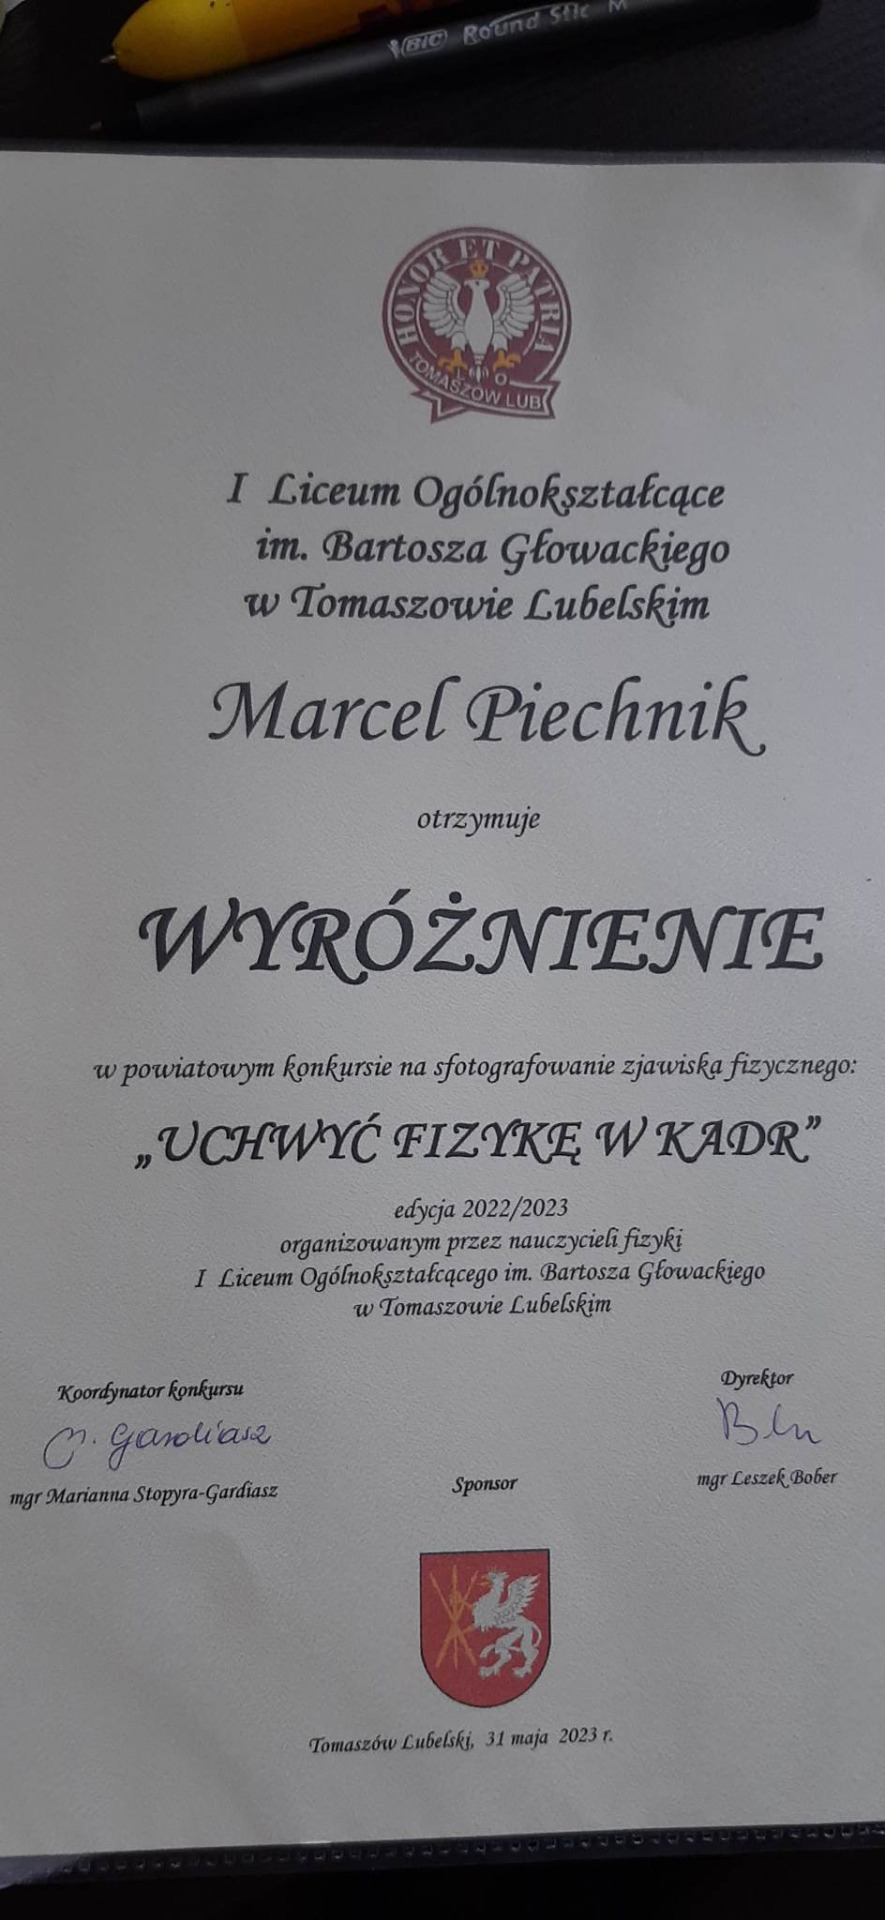 BIC Round Stic M
HONOR ET PATRIA
LO
TOMASZÓW LUB
I Liceum Ogólnokształcące
im. Bartosza Głowackiego
w Tomaszowie Lubelskim
Marcel Piechnik
otrzymuje
WYRÓŻNIENIE
w powiatowym konkursie na sfotografowanie zjawiska fizycznego:
„UCHWYĆ FIZYKĘ W KADR”
edycja 2022/2023
organizowanym przez nauczycieli fizyki
I Liceum Ogólnokształcącego im. Bartosza Głowackiego
w Tomaszowie Lubelskim
Koordynator konkursu
M. Gardiasz
mgr Marianna Stopyra-Gardiasz
Sponsor
Dyrektor
mgr Leszek Bober
Tomaszów Lubelski, 31 maja 2023 r.